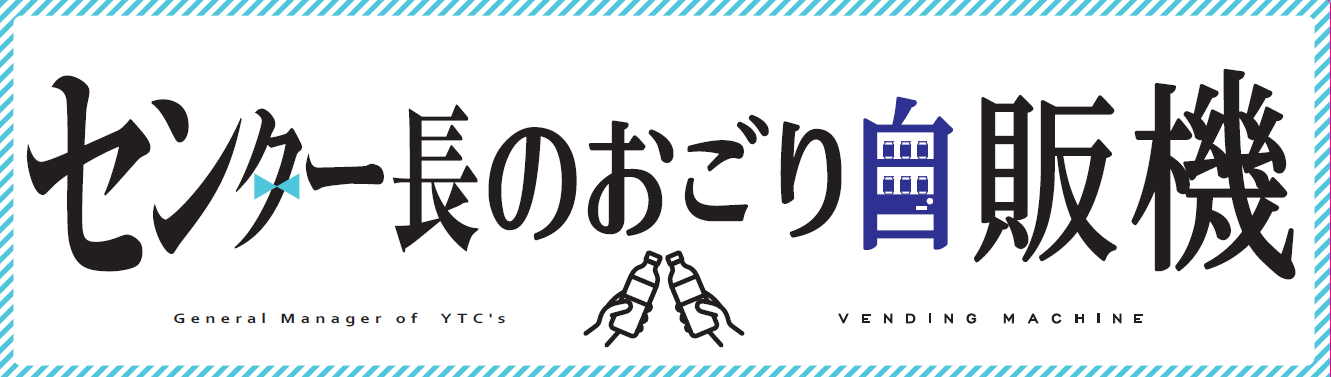 センター長のおごり自販機
General Manager of YTC's
VENDING MACHINE